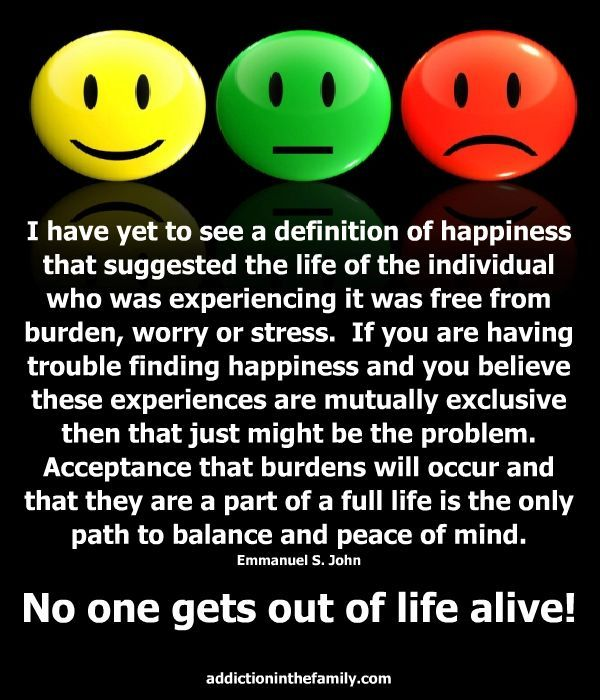 I have yet to see a definition of happiness
that suggested the life of the individual
who was experiencing it was free from
burden, worry or stress.  If you are having
trouble finding happiness and you believe
these experiences are mutually exclusive
then that just might be the problem.
Acceptance that burdens will occur and
that they are a part of a full life is the only
path to balance and peace of mind.
Emmanuel S. John
No one gets out of life alive!
addictioninthefamily.com